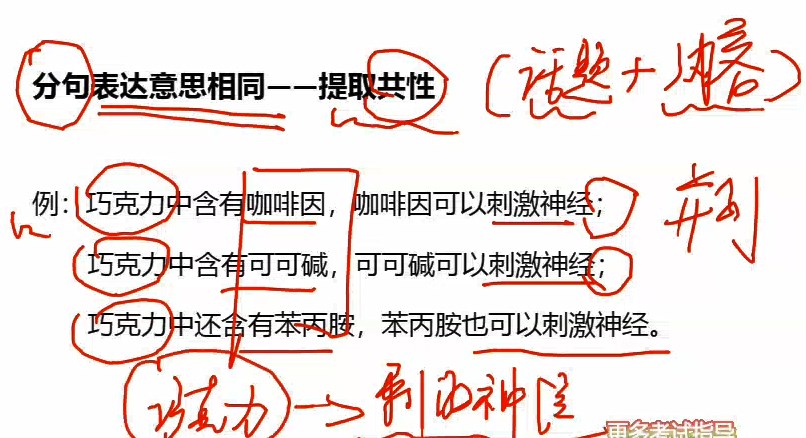 分句表达意思相同——提取共性 (话题+内容)
例：巧克力中含有咖啡因，咖啡因可以刺激神经；并列
巧克力中含有可可碱，可可碱可以刺激神经；
巧克力中还含有苯丙胺，苯丙胺也可以刺激神经。
巧克力→刺激神经
更多考试指导